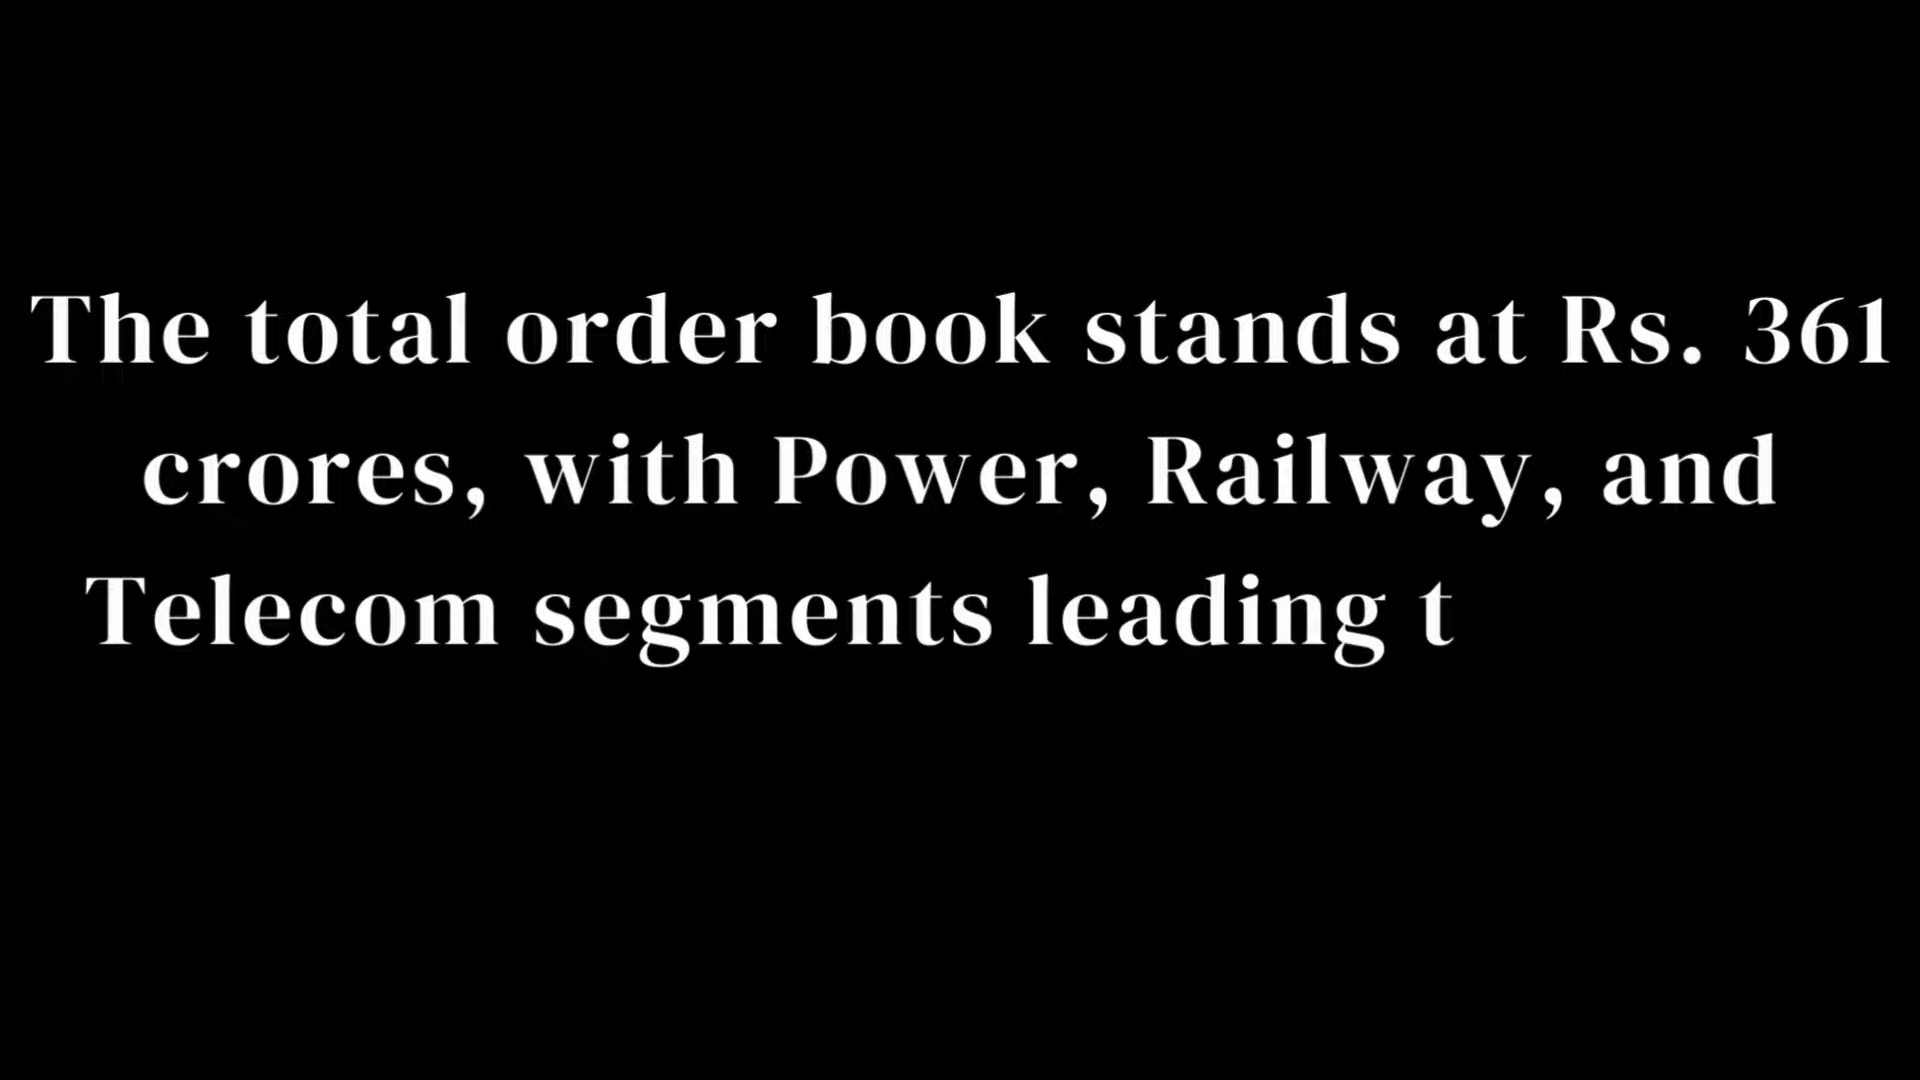 The total order book stands at Rs. 361
crores, with Power, Railway, and
Telecom segments leading t